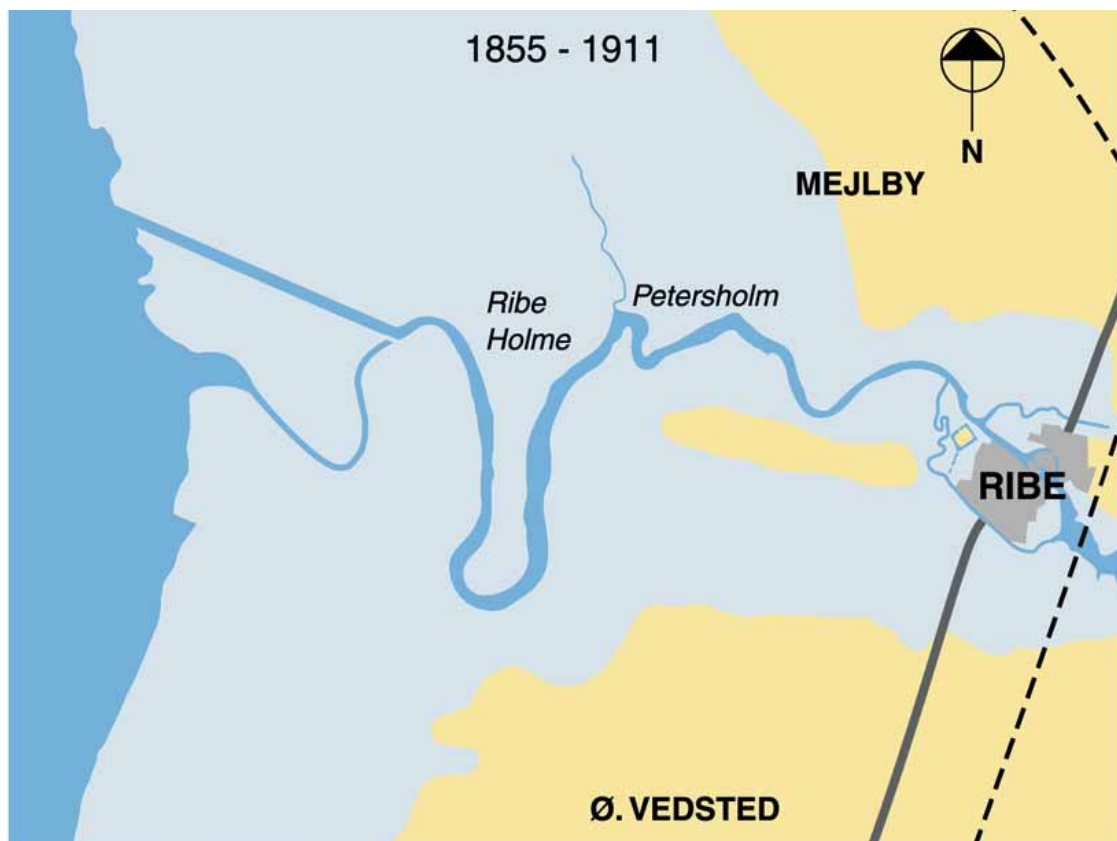 1855 - 1911
N
MEJLBY
Ribe
Holme
Petersholm
RIBE
Ø. VEDSTED